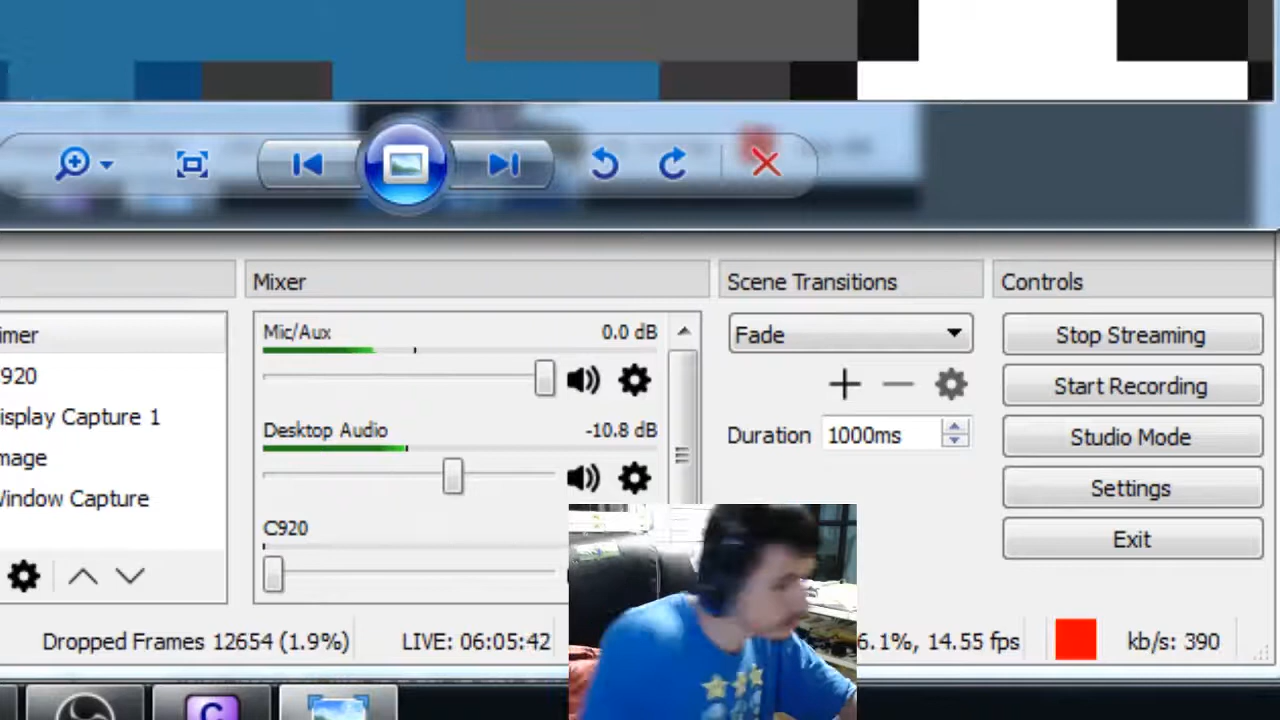 Mixer
Scene Transitions
Controls
imer
Mic/Aux 0.0 dB
Fade
Stop Streaming
920
Start Recording
isplay Capture 1
Desktop Audio -10.8 dB
Duration 1000ms
Studio Mode
mage
Settings
Window Capture
C920
Exit
Dropped Frames 12654 (1.9%)
LIVE: 06:05:42
6.1%, 14.55 fps
kb/s: 390